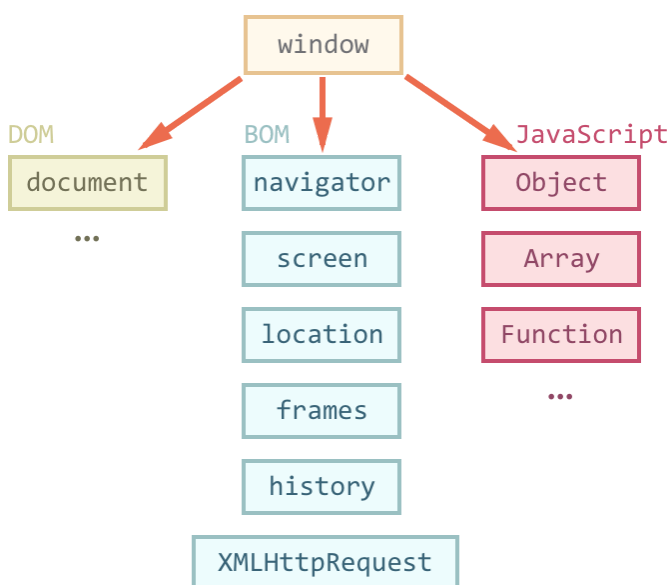 window
DOM
document
...
BOM
navigator
screen
location
frames
history
XMLHttpRequest
JavaScript
Object
Array
Function
...